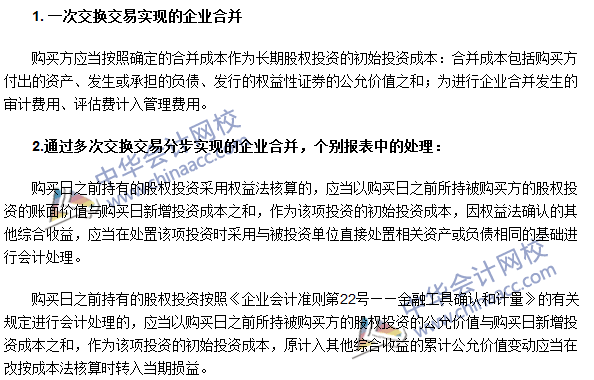 1. 一次交换交易实现的企业合并
购买方应当按照确定的合并成本作为长期股权投资的初始投资成本：合并成本包括购买方
付出的资产、发生或承担的负债、发行的权益性证券的公允价值之和；为进行企业合并发生的
审计费用、评估费计入管理费用。
2.通过多次交换交易分步实现的企业合并，个别报表中的处理：
购买日之前持有的股权投资采用权益法核算的，应当以购买日之前所持被购买方的股权投
资的账面价值与购买日新增投资成本之和，作为该项投资的初始投资成本，因权益法确认的其
他综合收益，应当在处置该项投资时采用与被投资单位直接处置相关资产或负债相同的基础进
行会计处理。
购买日之前持有的股权投资按照《企业会计准则第22号——金融工具确认和计量》的有关
规定进行会计处理的，应当以购买日之前所持被购买方的股权投资的公允价值与购买日新增投
资成本之和，作为该项投资的初始投资成本，原计入其他综合收益的累计公允价值变动应当在
改按成本法核算时转入当期损益。
中华会计网校
www.chinaacc.com
中华会计网校
www.chinaacc.com